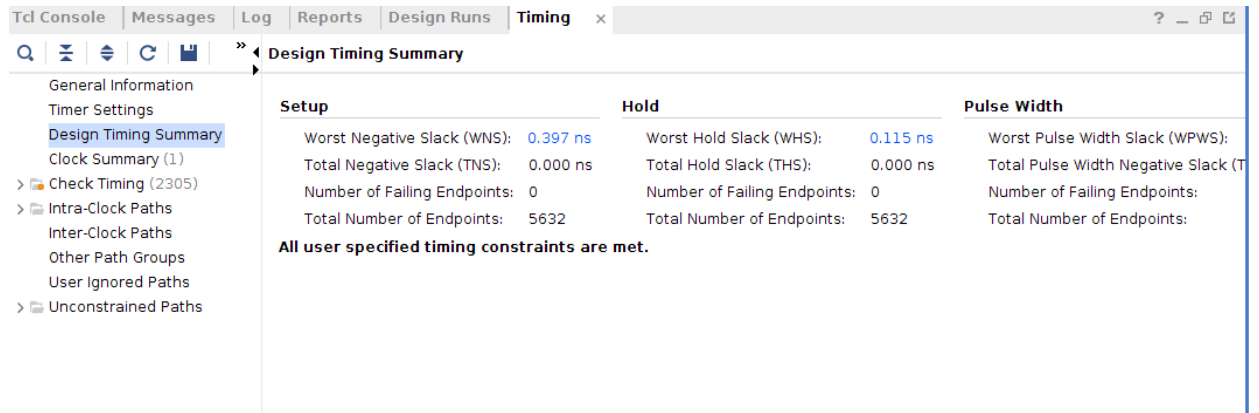 Tcl Console Messages Log Reports Design Runs Timing × ? _
» Design Timing Summary
General Information
Timer Settings
Design Timing Summary
Clock Summary (1)
> Check Timing (2305)
> Intra-Clock Paths
Inter-Clock Paths
Other Path Groups
User Ignored Paths
> Unconstrained Paths
Setup
Worst Negative Slack (WNS): 0.397 ns
Total Negative Slack (TNS): 0.000 ns
Number of Failing Endpoints: 0
Total Number of Endpoints: 5632
Hold
Worst Hold Slack (WHS): 0.115 ns
Total Hold Slack (THS): 0.000 ns
Number of Failing Endpoints: 0
Total Number of Endpoints: 5632
Pulse Width
Worst Pulse Width Slack (WPWS):
Total Pulse Width Negative Slack (T
Number of Failing Endpoints:
Total Number of Endpoints:
All user specified timing constraints are met.